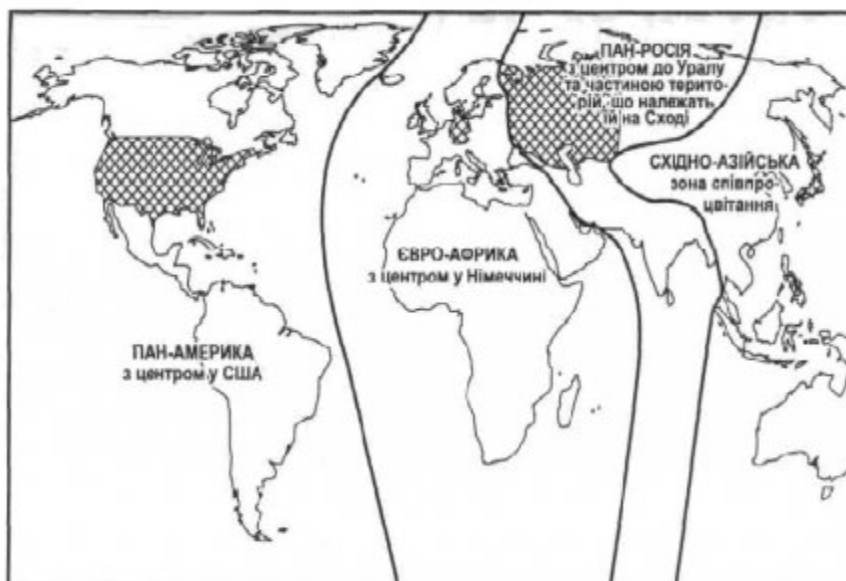 ПАН-РОСІЯ
з центром до Уралу
та частиною терито-
рій, що належать
їй на Сході
СХІДНО-АЗІЙСЬКА
зона співпро-
цвітання
ЄВРО-АФРИКА
з центром у Німеччині
ПАН-АМЕРИКА
з центром у США